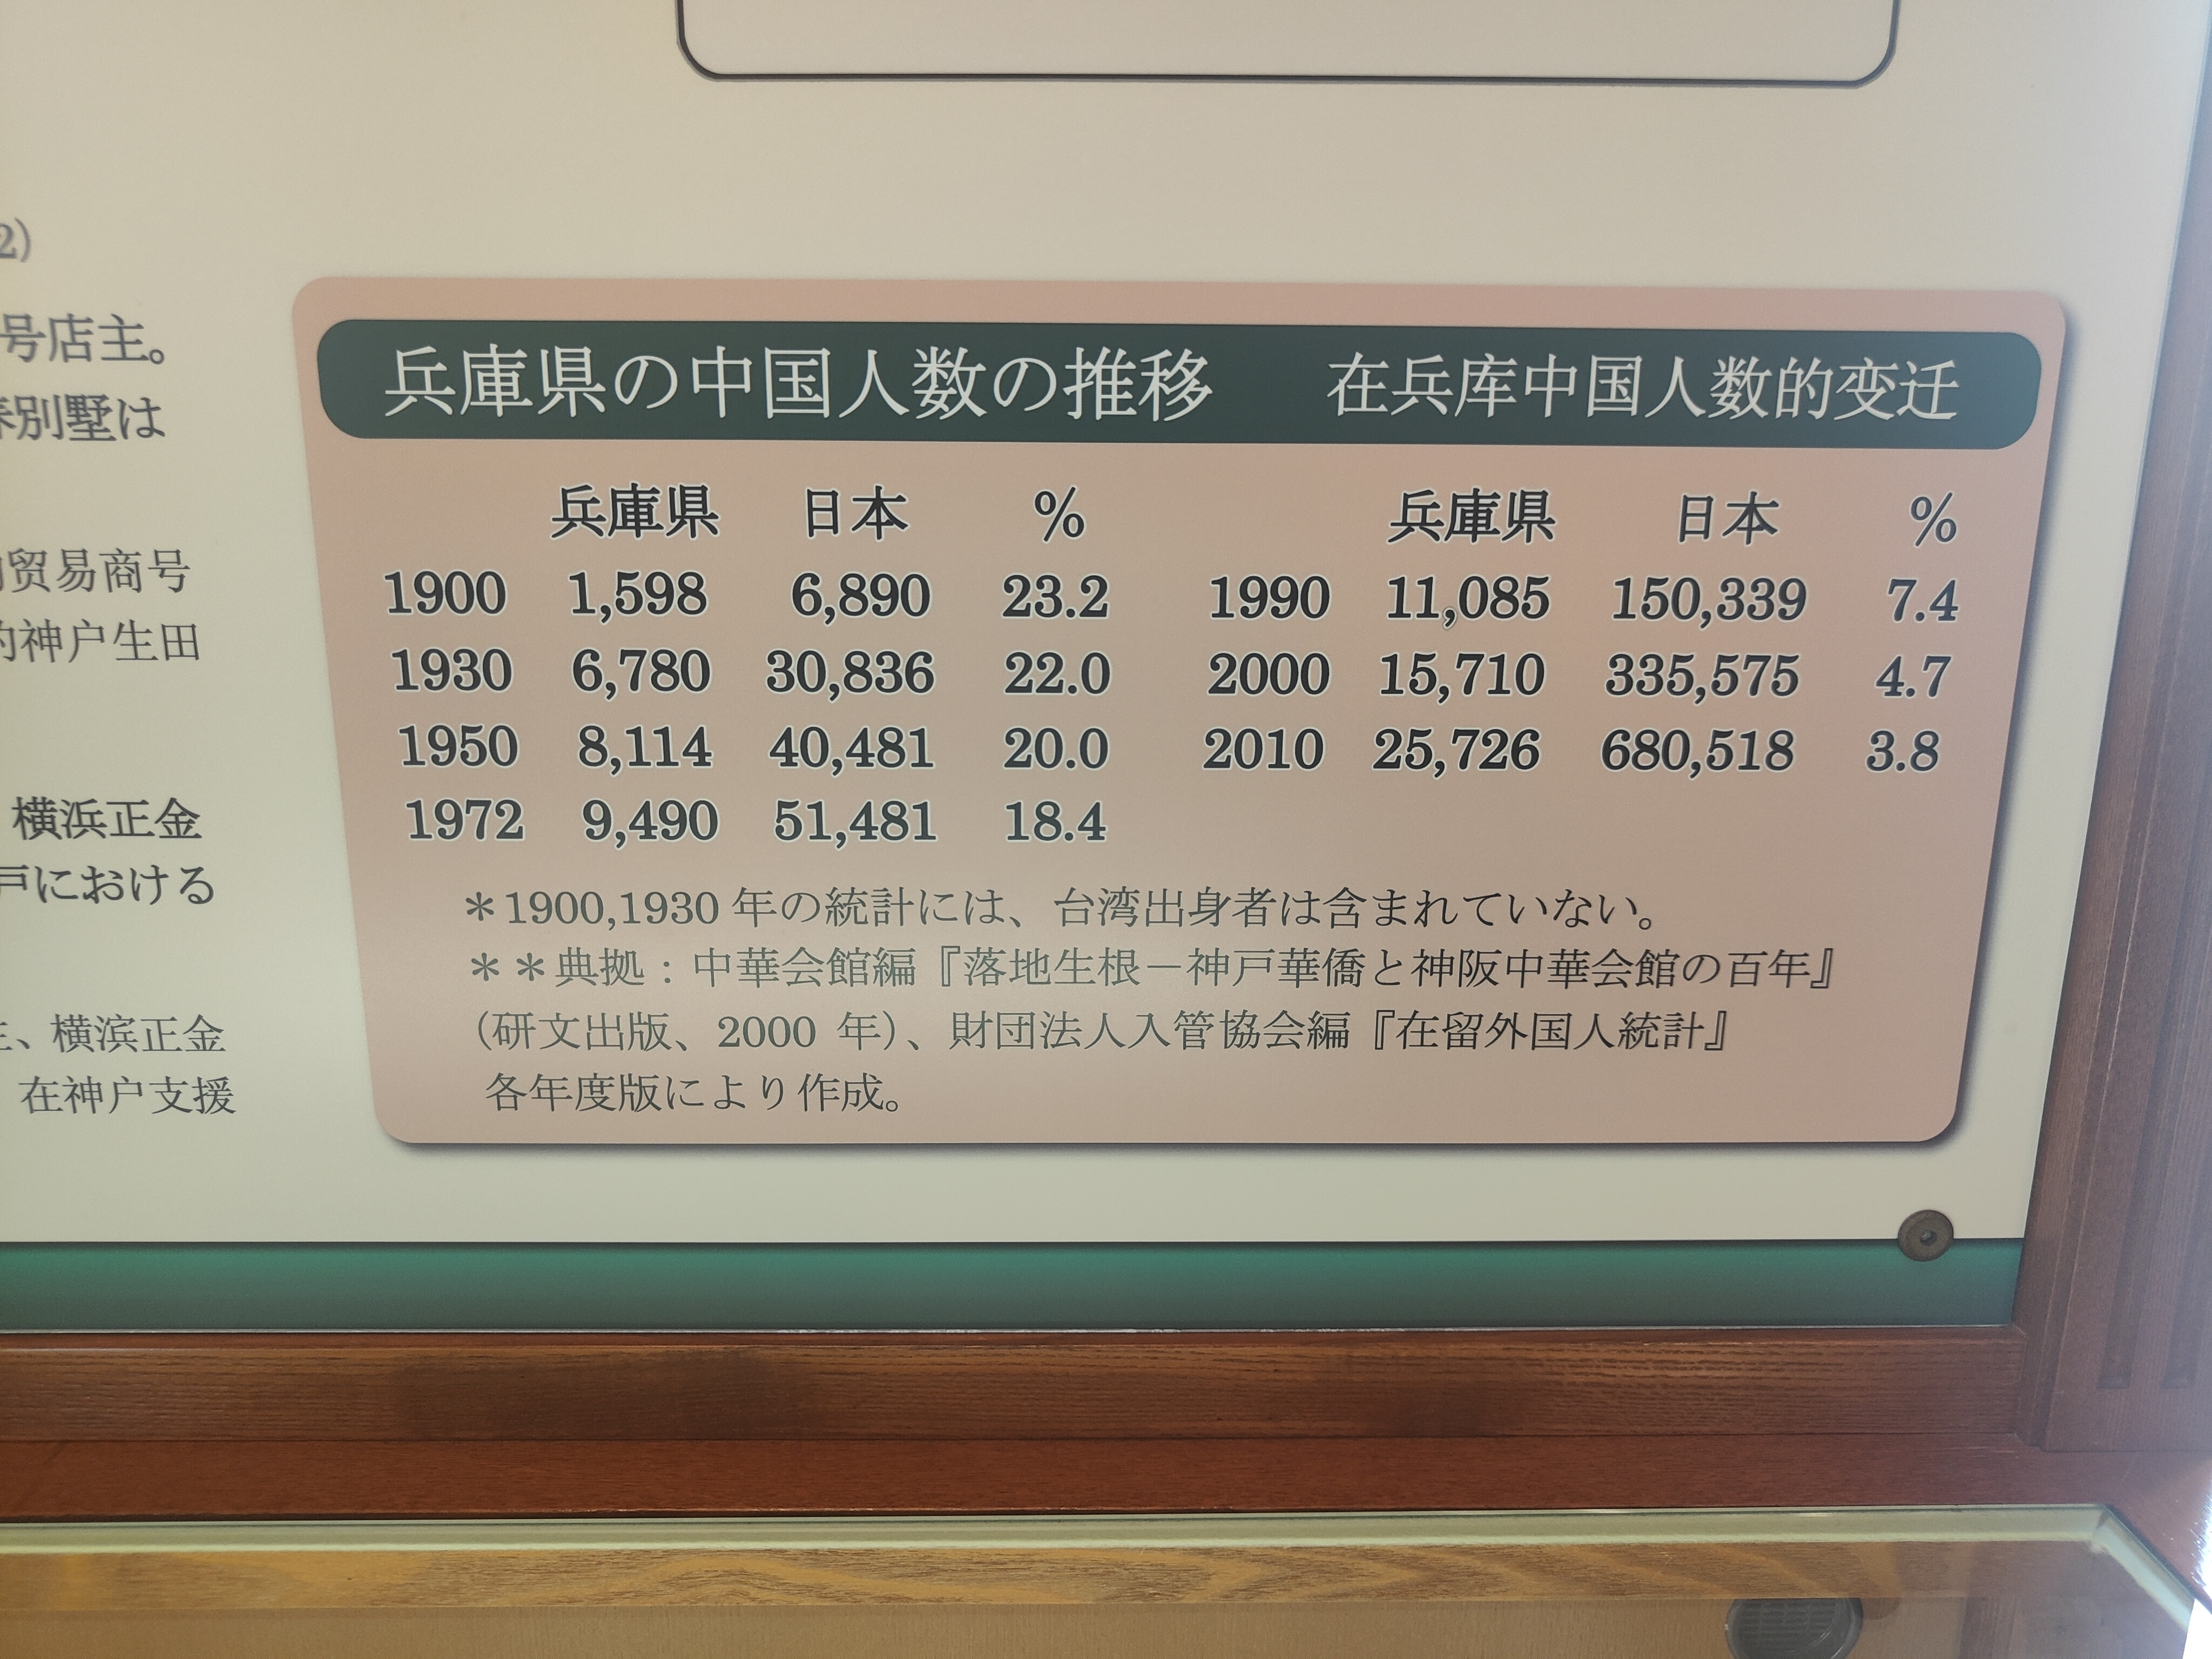 2)
号店主。
別墅は
贸易商号
的神户生田
横浜正金
戸における
、横滨正金
在神户支援
兵庫県の中国人数の推移 在兵库中国人数的变迁
兵庫県 日本 % 兵庫県 日本 %
1900 1,598 6,890 23.2 1990 11,085 150,339 7.4
1930 6,780 30,836 22.0 2000 15,710 335,575 4.7
1950 8,114 40,481 20.0 2010 25,726 680,518 3.8
1972 9,490 51,481 18.4
＊1900,1930 年の統計には、台湾出身者は含まれていない。
＊＊典拠：中華会館編『落地生根－神戸華僑と神阪中華会館の百年』
（研文出版、2000 年）、財団法人入管協会編『在留外国人統計』
各年度版により作成。